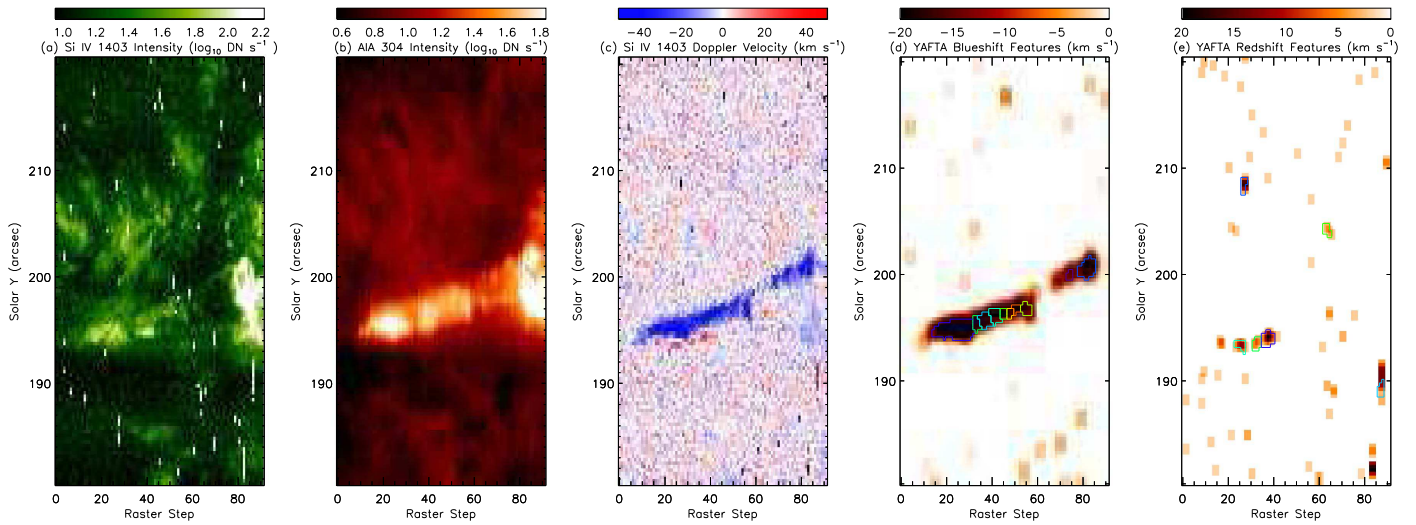 1.0 1.2 1.4 1.6 1.8 2.0 2.2
(a) Si IV 1403 Intensity (log₁₀ DN s⁻¹)
210
200
190
Solar Y (arcsec)
0 20 40 60 80
Raster Step
0.6 0.8 1.0 1.2 1.4 1.6 1.8
(b) AIA 304 Intensity (log₁₀ DN s⁻¹)
210
200
190
Solar Y (arcsec)
0 20 40 60 80
Raster Step
−40 −20 0 20 40
(c) Si IV 1403 Doppler Velocity (km s⁻¹)
210
200
190
Solar Y (arcsec)
0 20 40 60 80
Raster Step
−20 −15 −10 −5 0
(d) YAFTA Blueshift Features (km s⁻¹)
210
200
190
Solar Y (arcsec)
0 20 40 60 80
Raster Step
20 15 10 5 0
(e) YAFTA Redshift Features (km s⁻¹)
210
200
190
Solar Y (arcsec)
0 20 40 60 80
Raster Step